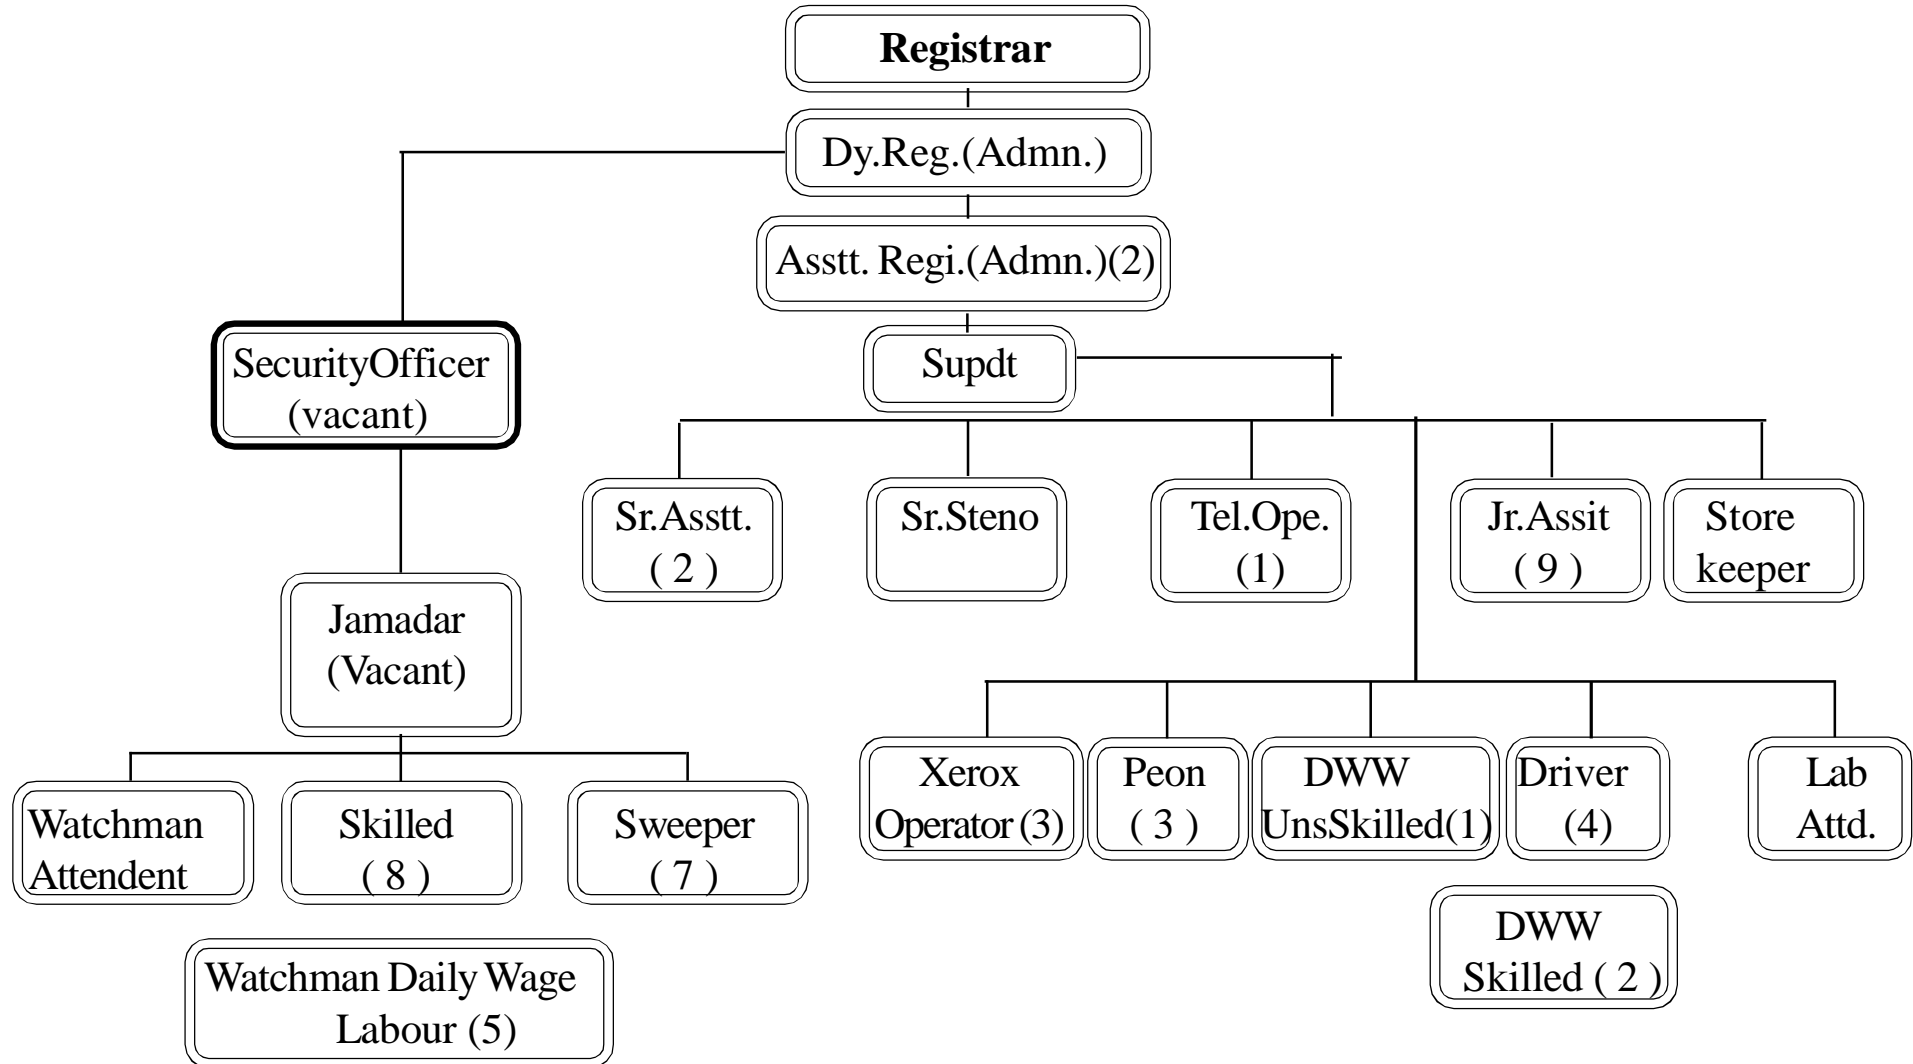 Registrar
Dy.Reg.(Admn.)
Asstt. Regi.(Admn.)(2)
SecurityOfficer
(vacant)
Supdt
Sr.Asstt.
( 2 )
Sr.Steno
Tel.Ope.
(1)
Jr.Assit
( 9 )
Store
keeper
Jamadar
(Vacant)
Xerox
Operator (3)
Peon
( 3 )
DWW
UnsSkilled(1)
Driver
(4)
Lab
Attd.
Watchman
Attendent
Skilled
( 8 )
Sweeper
( 7 )
DWW
Skilled ( 2 )
Watchman Daily Wage
Labour (5)